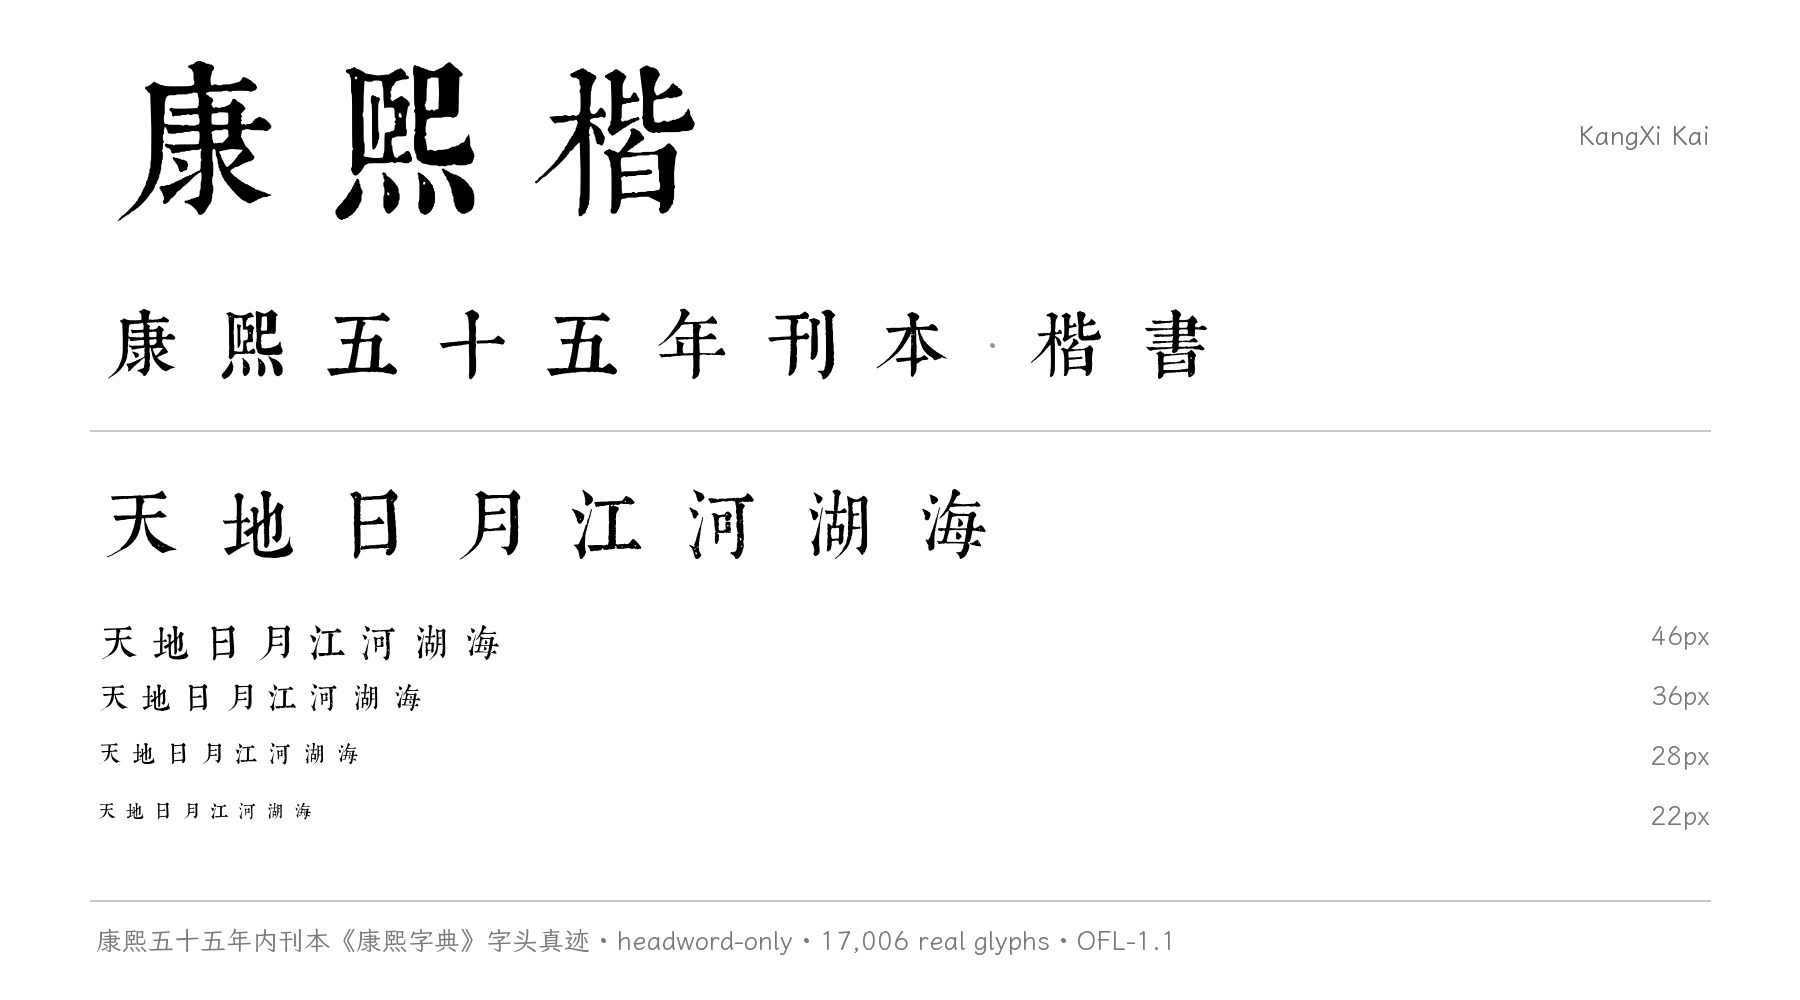 康熙楷
KangXi Kai
康熙五十五年刊本·楷書
天地日月江河湖海
天地日月江河湖海
46px
天地日月江河湖海
36px
天地日月江河湖海
28px
天地日月江河湖海
22px
康熙五十五年内刊本《康熙字典》字头真迹·headword-only·17,006 real glyphs·OFL-1.1